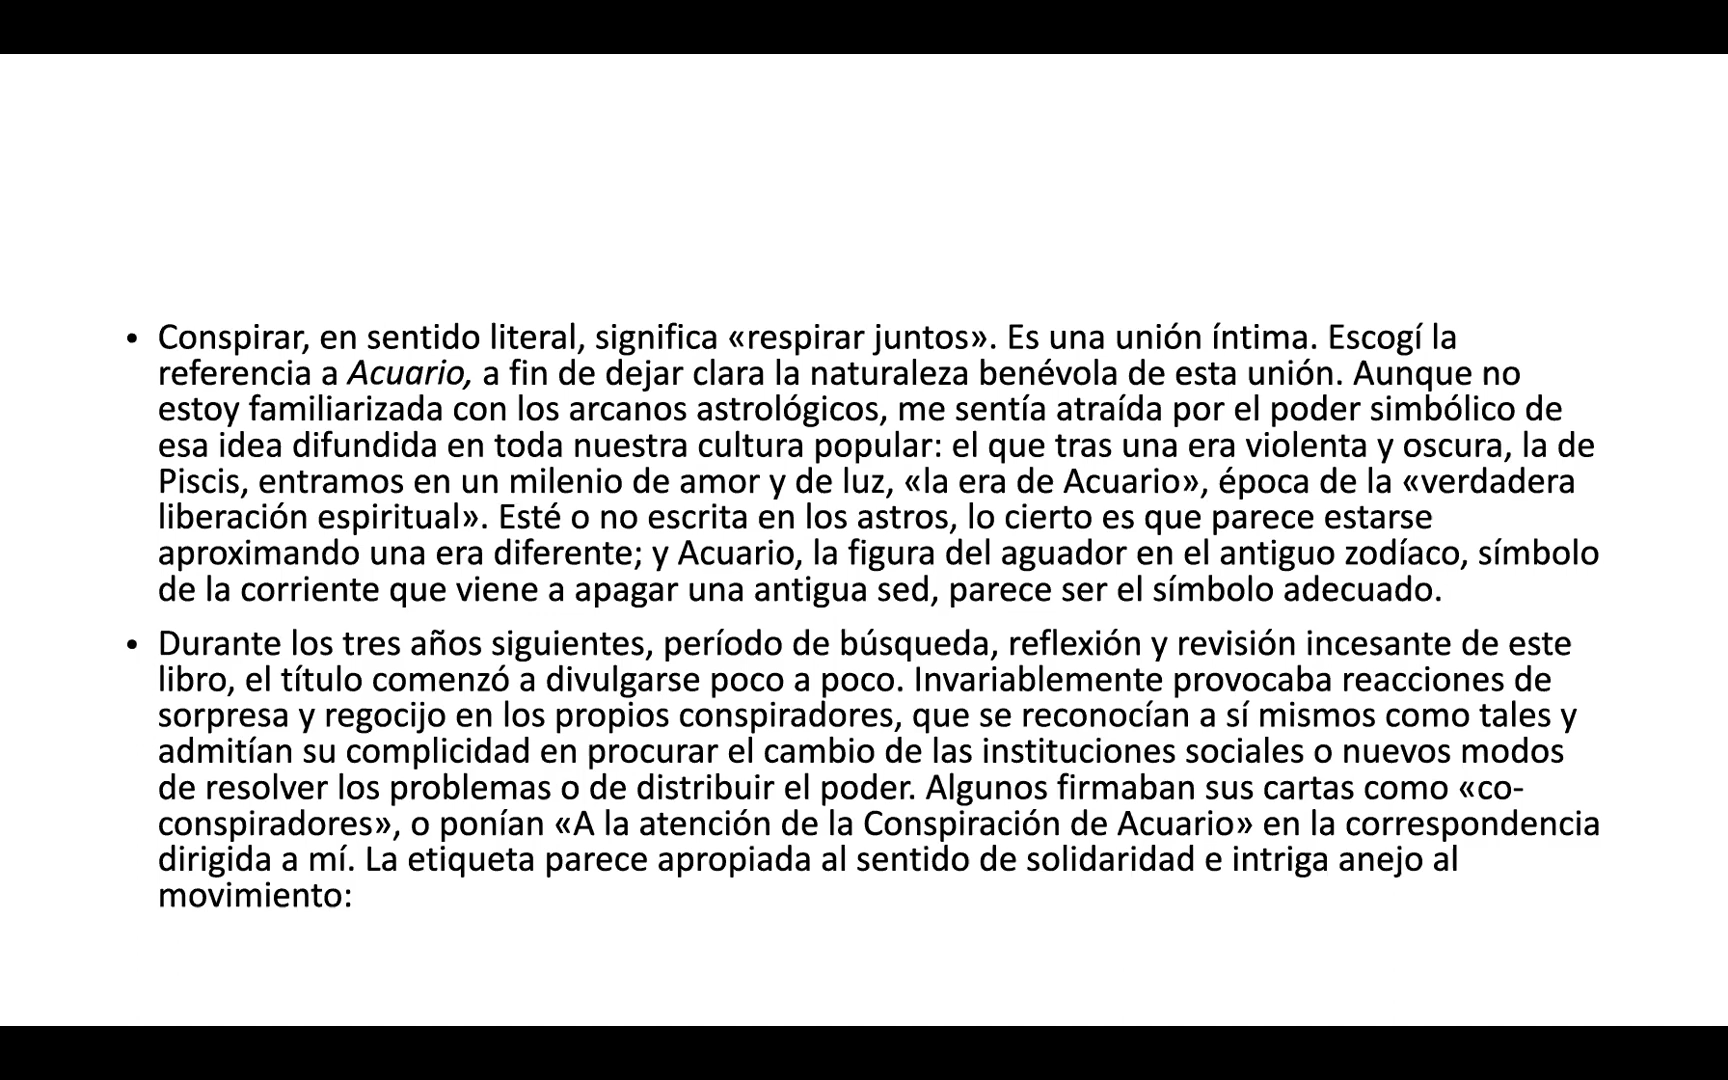 • Conspirar, en sentido literal, significa «respirar juntos». Es una unión íntima. Escogí la
referencia a Acuario, a fin de dejar clara la naturaleza benévola de esta unión. Aunque no
estoy familiarizada con los arcanos astrológicos, me sentía atraída por el poder simbólico de
esa idea difundida en toda nuestra cultura popular: el que tras una era violenta y oscura, la de
Piscis, entramos en un milenio de amor y de luz, «la era de Acuario», época de la «verdadera
liberación espiritual». Esté o no escrita en los astros, lo cierto es que parece estarse
aproximando una era diferente; y Acuario, la figura del aguador en el antiguo zodíaco, símbolo
de la corriente que viene a apagar una antigua sed, parece ser el símbolo adecuado.
• Durante los tres años siguientes, período de búsqueda, reflexión y revisión incesante de este
libro, el título comenzó a divulgarse poco a poco. Invariablemente provocaba reacciones de
sorpresa y regocijo en los propios conspiradores, que se reconocían a sí mismos como tales y
admitían su complicidad en procurar el cambio de las instituciones sociales o nuevos modos
de resolver los problemas o de distribuir el poder. Algunos firmaban sus cartas como «co-
conspiradores», o ponían «A la atención de la Conspiración de Acuario» en la correspondencia
dirigida a mí. La etiqueta parece apropiada al sentido de solidaridad e intriga anejo al
movimiento: